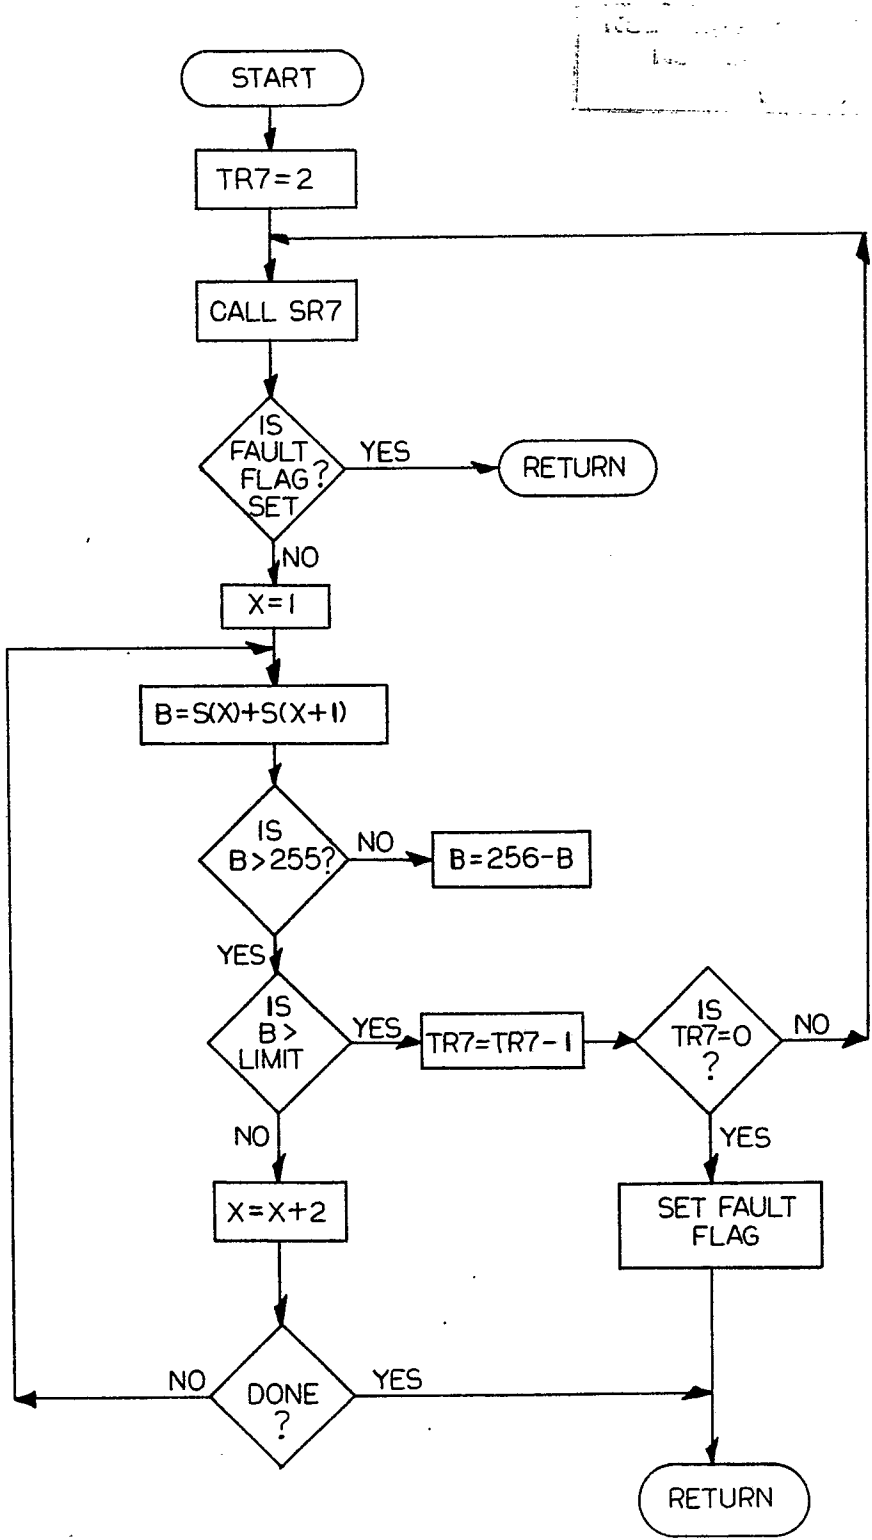 START
TR7=2
CALL SR7
IS
FAULT
FLAG?
SET
YES
RETURN
NO
X=1
B=S(X)+S(X+1)
IS
B>255?
NO
B=256-B
YES
IS
B>
LIMIT
YES
TR7=TR7-1
IS
TR7=0
?
NO
NO
YES
X=X+2
SET FAULT
FLAG
NO
DONE
?
YES
RETURN